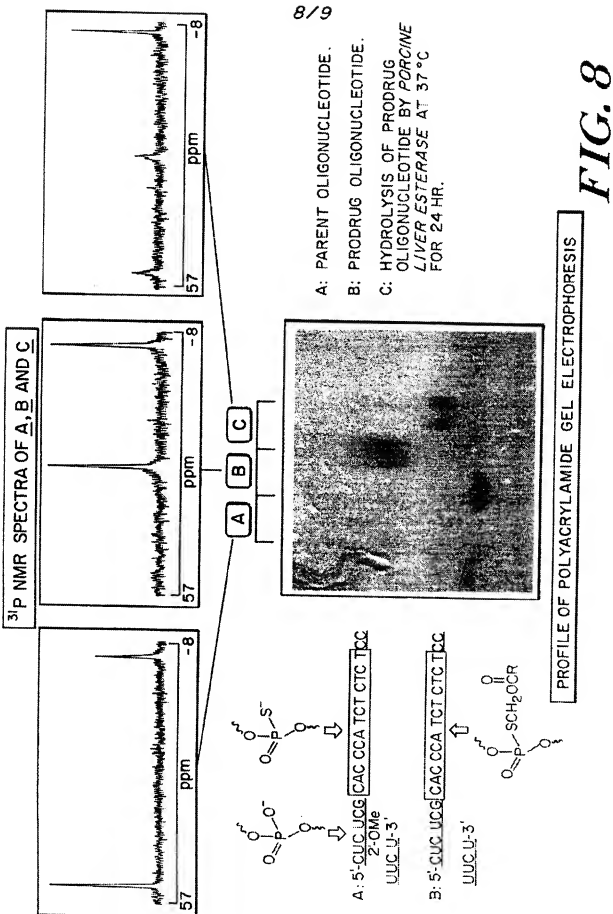 8/9
³¹P NMR SPECTRA OF A, B AND C
57 ppm -8
57 ppm -8
57 ppm -8
A B C
A: PARENT OLIGONUCLEOTIDE.
B: PRODRUG OLIGONUCLEOTIDE.
C: HYDROLYSIS OF PRODRUG
OLIGONUCLEOTIDE BY PORCINE
LIVER ESTERASE AT 37°C
FOR 24 HR.
O O⁻ P O O
O S⁻ P O O
A: 5'-CUC UCG CAC CCA TCT CTC TCC
2'-OMe
UUC U-3'
B: 5'-CUC UCG CAC CCA TCT CTC TCC
UUC U-3'
O
O P SCH₂OCR
O O
PROFILE OF POLYACRYLAMIDE GEL ELECTROPHORESIS
FIG. 8